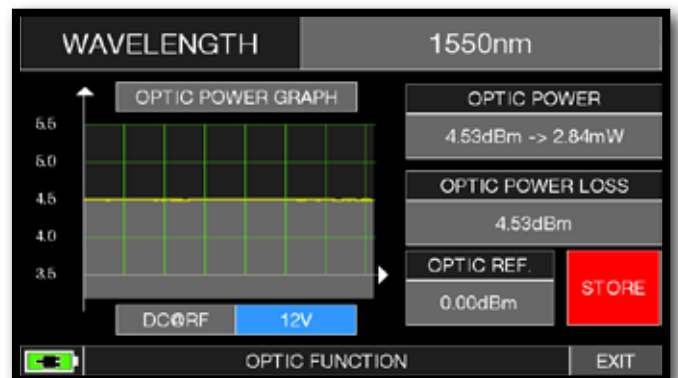 WAVELENGTH 1550nm
OPTIC POWER GRAPH
5.5
5.0
4.5
4.0
3.5
DC@RF 12V
OPTIC POWER
4.53dBm -> 2.84mW
OPTIC POWER LOSS
4.53dBm
OPTIC REF.
0.00dBm
STORE
OPTIC FUNCTION EXIT